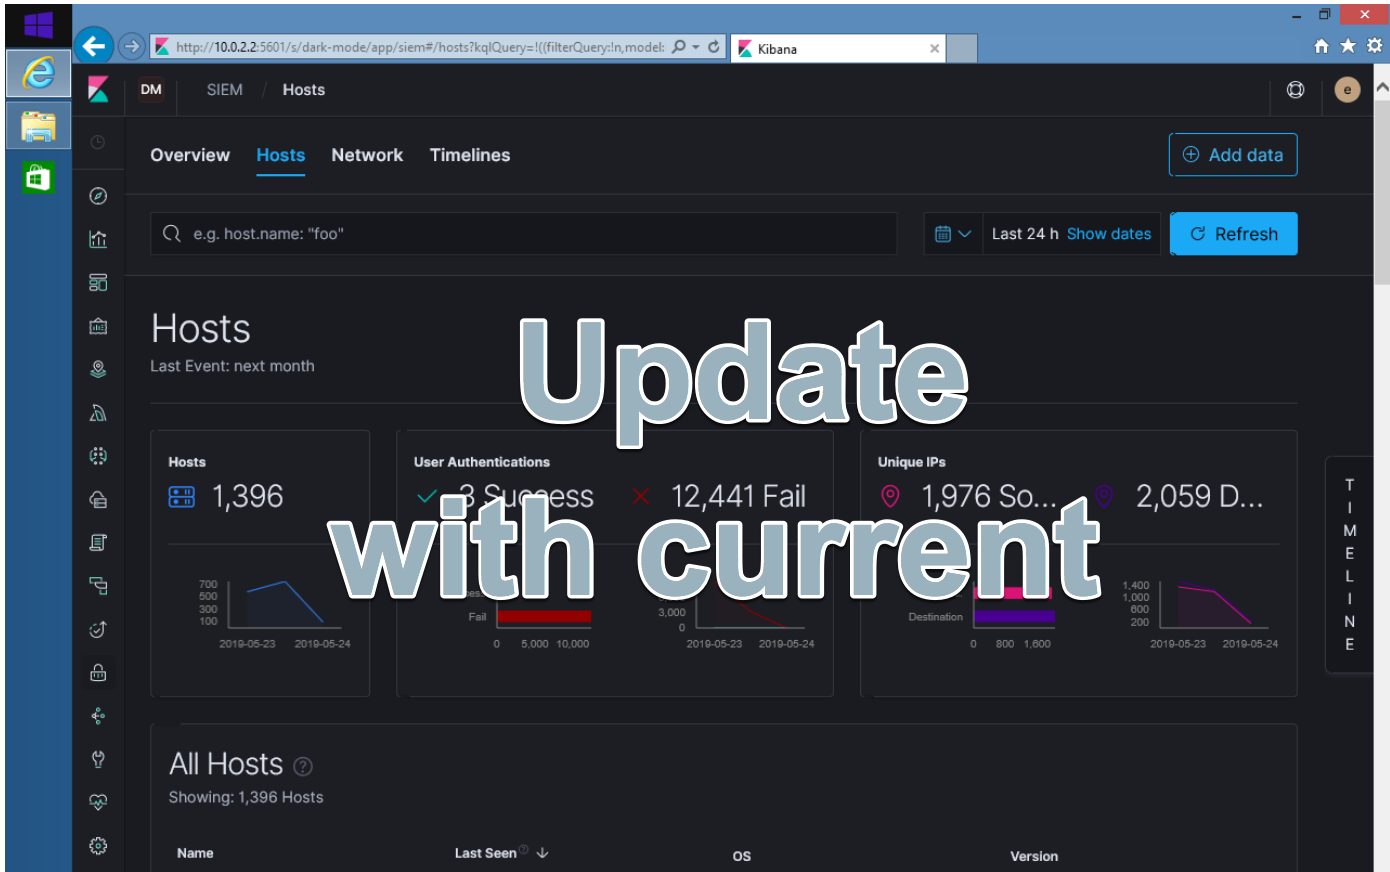 http://10.0.2.2:5601/s/dark-mode/app/siem#/hosts?kqlQuery=!((filterQuery:!n,model:
Kibana
DM SIEM / Hosts e
Overview Hosts Network Timelines Add data
e.g. host.name: "foo" Last 24 h Show dates Refresh
Hosts
Last Event: next month
Update
with current
Hosts
1,396
700
500
300
100
2019-05-23 2019-05-24
User Authentications
3 Success 12,441 Fail
Fail
0 5,000 10,000
3,000
0
2019-05-23 2019-05-24
Unique IPs
1,976 So... 2,059 D...
Destination
0 800 1,600
1,400
1,000
600
200
2019-05-23 2019-05-24
TIMELINE
All Hosts
Showing: 1,396 Hosts
Name Last Seen OS Version